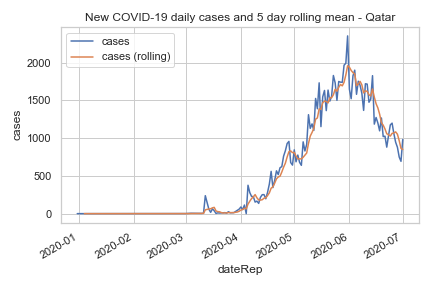 New COVID-19 daily cases and 5 day rolling mean - Qatar
cases
cases (rolling)
2000
1500
1000
500
0
cases
2020-01
2020-02
2020-03
2020-04
2020-05
2020-06
2020-07
dateRep